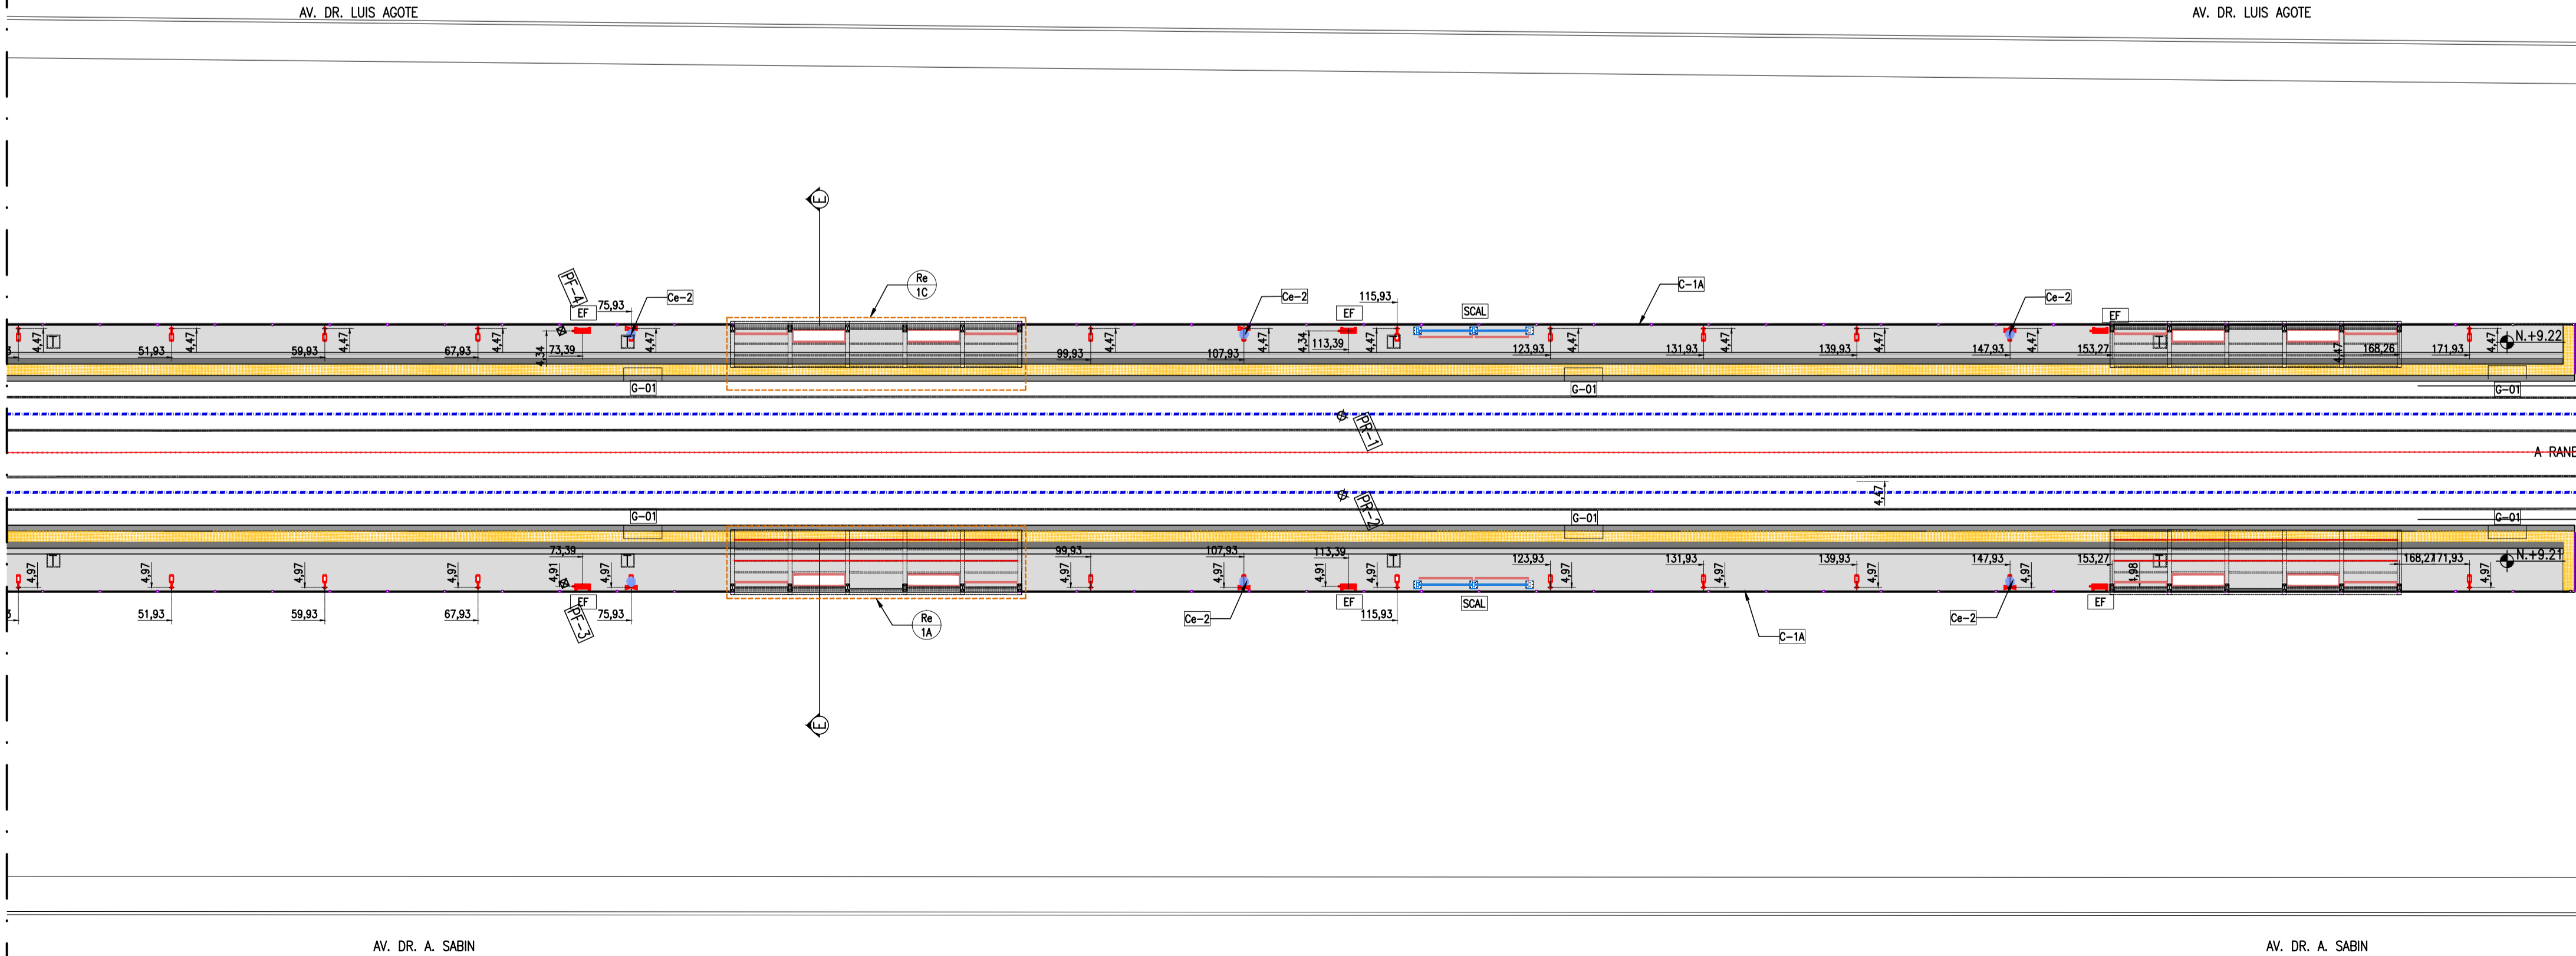 AV. DR. LUIS AGOTE
AV. DR. LUIS AGOTE
E
Re
1C
PF-4
EF
75,93
Ce-2
Ce-2
115,93
EF
SCAL
C-1A
Ce-2
EF
4,47
T
51,93
4,47
59,93
4,47
67,93
4,47
4,34
73,39
T
4,47
99,93
4,47
107,93
4,47
4,34
113,39
4,47
T
123,93
4,47
131,93
4,47
139,93
4,47
147,93
4,47
153,27
T
4,47
168,26
171,93
4,47
N.+9.22
G-01
G-01
G-01
PR-1
A RANE
4,47
PR-2
G-01
G-01
G-01
T
4,97
4,97
4,97
4,97
73,39
4,91
T
4,97
99,93
4,97
107,93
4,97
113,39
4,91
T
4,97
123,93
4,97
131,93
4,97
139,93
4,97
147,93
4,97
153,27
T
4,98
168,27
171,93
4,97
N.+9.21
51,93
59,93
67,93
EF
PF-3
75,93
Re
1A
Ce-2
EF
115,93
SCAL
C-1A
Ce-2
EF
E
AV. DR. A. SABIN
AV. DR. A. SABIN